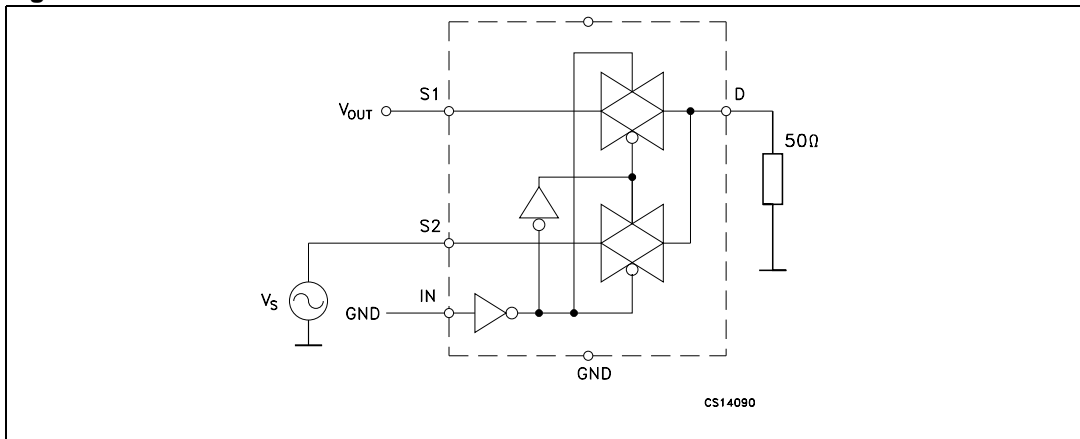 S1
D
VOUT
50Ω
S2
IN
VS
GND
GND
CS14090